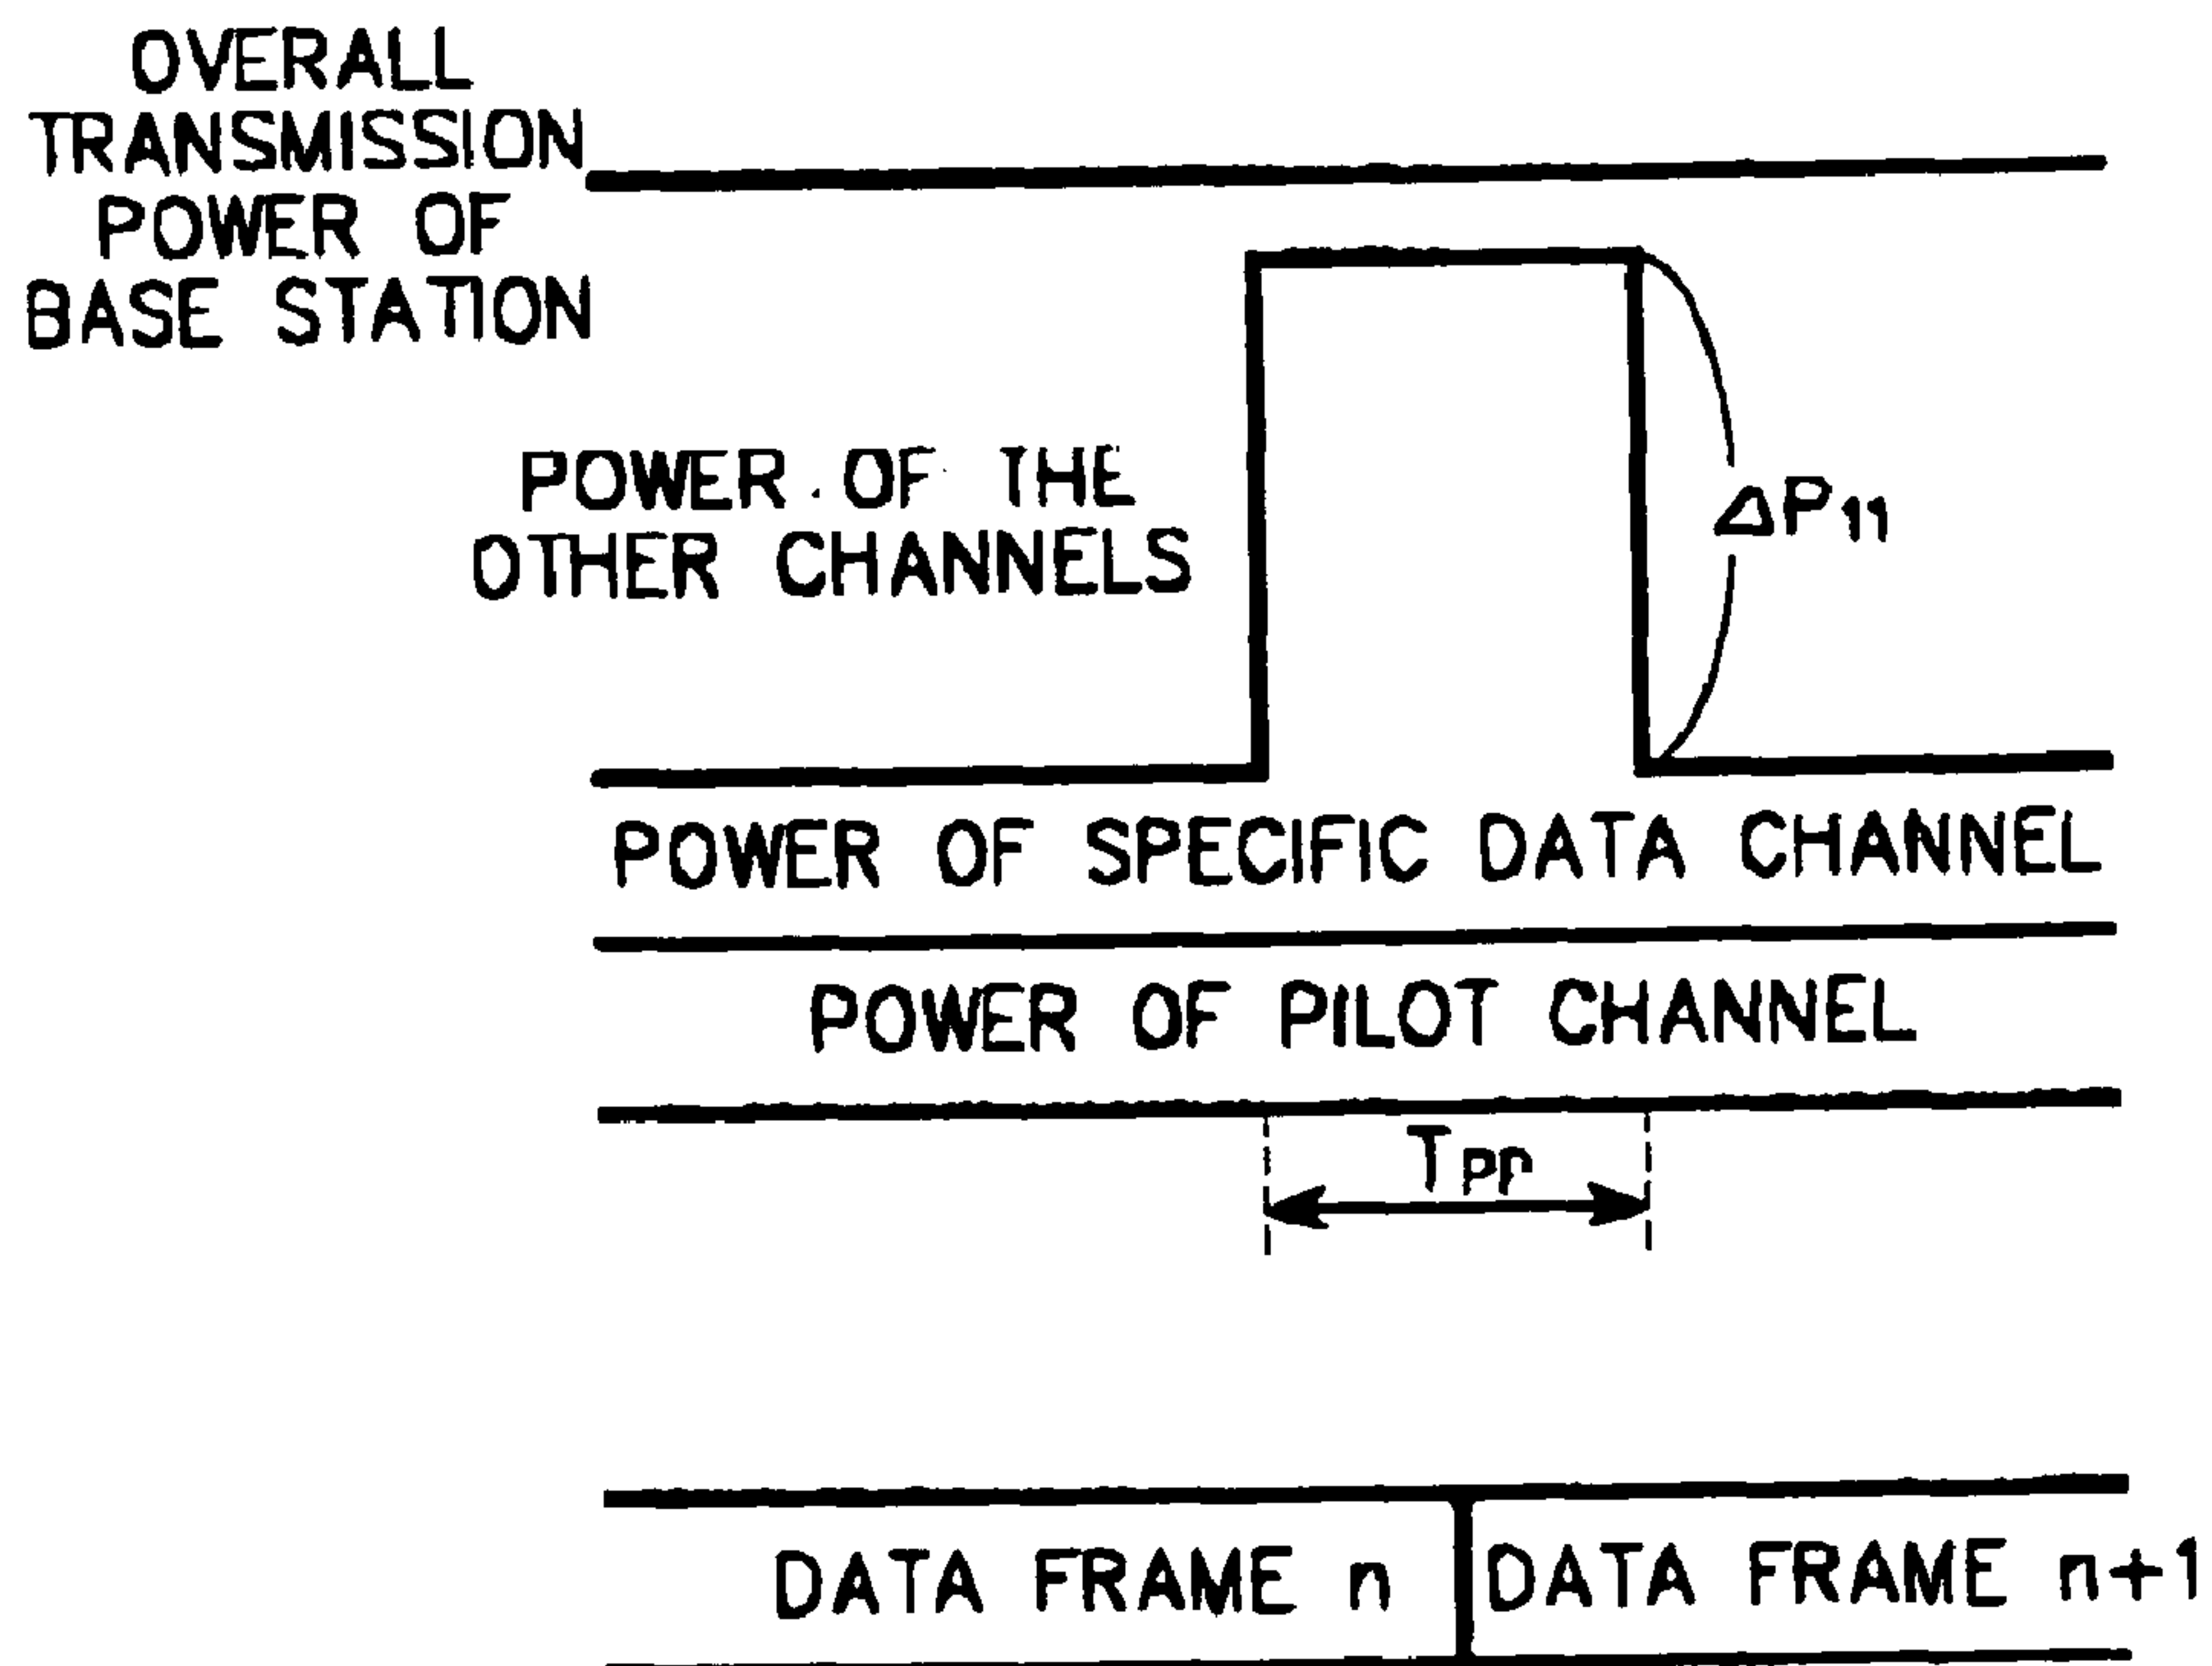 OVERALL
TRANSMISSION
POWER OF
BASE STATION
POWER OF THE
OTHER CHANNELS
ΔP11
POWER OF SPECIFIC DATA CHANNEL
POWER OF PILOT CHANNEL
Tpp
DATA FRAME n
DATA FRAME n+1